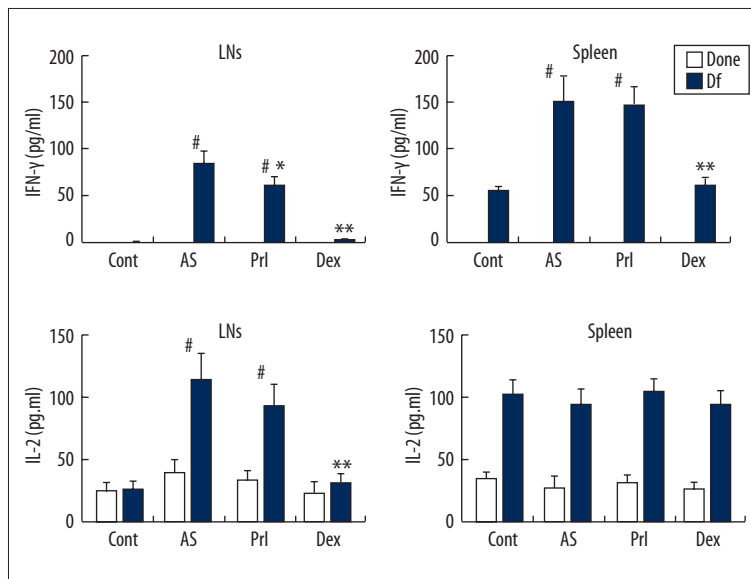 LNs
200
150
100
50
0
IFN-γ (pg/ml)
#
# *
**
Cont AS Prl Dex
Spleen
200
150
100
50
0
IFN-γ (pg/ml)
#
#
**
Cont AS Prl Dex
Done
Df
LNs
150
100
50
0
IL-2 (pg.ml)
#
#
**
Cont AS Prl Dex
Spleen
150
100
50
0
IL-2 (pg.ml)
Cont AS Prl Dex